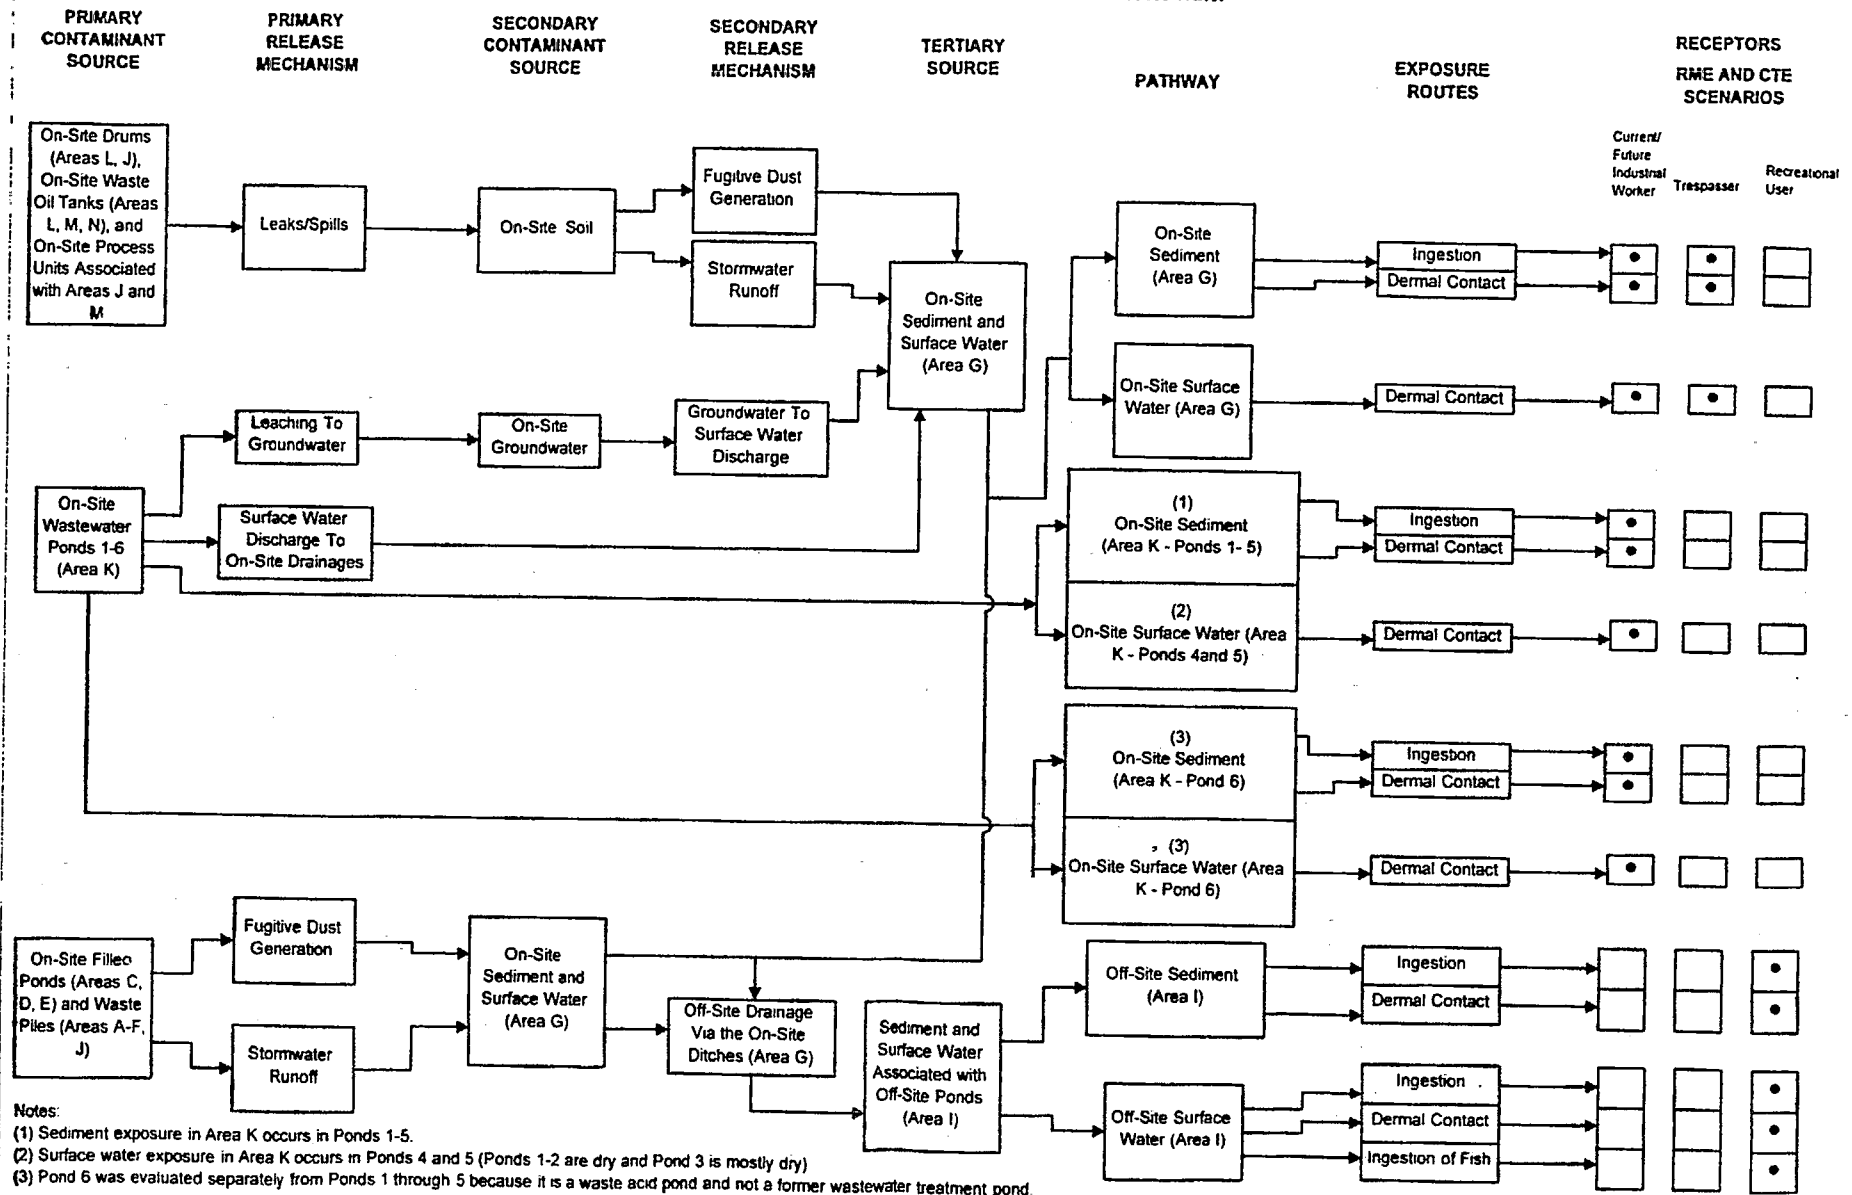 PRIMARY
CONTAMINANT
SOURCE
PRIMARY
RELEASE
MECHANISM
SECONDARY
CONTAMINANT
SOURCE
SECONDARY
RELEASE
MECHANISM
TERTIARY
SOURCE
PATHWAY
EXPOSURE
ROUTES
RECEPTORS
RME AND CTE
SCENARIOS
Current/
Future
Industrial
Worker
Trespasser
Recreational
User
On-Site Drums
(Areas L, J),
On-Site Waste
Oil Tanks (Areas
L, M, N), and
On-Site Process
Units Associated
with Areas J and
M
Leaks/Spills
On-Site Soil
Fugitive Dust
Generation
Stormwater
Runoff
On-Site
Sediment and
Surface Water
(Area G)
On-Site
Sediment
(Area G)
Ingestion
Dermal Contact
On-Site Surface
Water (Area G)
Dermal Contact
Leaching To
Groundwater
On-Site
Groundwater
Groundwater To
Surface Water
Discharge
On-Site
Wastewater
Ponds 1-6
(Area K)
Surface Water
Discharge To
On-Site Drainages
(1)
On-Site Sediment
(Area K - Ponds 1- 5)
Ingestion
Dermal Contact
(2)
On-Site Surface Water (Area
K - Ponds 4and 5)
Dermal Contact
(3)
On-Site Sediment
(Area K - Pond 6)
Ingestion
Dermal Contact
(3)
On-Site Surface Water (Area
K - Pond 6)
Dermal Contact
On-Site Filled
Ponds (Areas C,
D, E) and Waste
Piles (Areas A-F,
J)
Fugitive Dust
Generation
Stormwater
Runoff
On-Site
Sediment and
Surface Water
(Area G)
Off-Site Drainage
Via the On-Site
Ditches (Area G)
Sediment and
Surface Water
Associated with
Off-Site Ponds
(Area I)
Off-Site Sediment
(Area I)
Ingestion
Dermal Contact
Off-Site Surface
Water (Area I)
Ingestion
Dermal Contact
Ingestion of Fish
Notes:
(1) Sediment exposure in Area K occurs in Ponds 1-5.
(2) Surface water exposure in Area K occurs in Ponds 4 and 5 (Ponds 1-2 are dry and Pond 3 is mostly dry)
(3) Pond 6 was evaluated separately from Ponds 1 through 5 because it is a waste acid pond and not a former wastewater treatment pond.